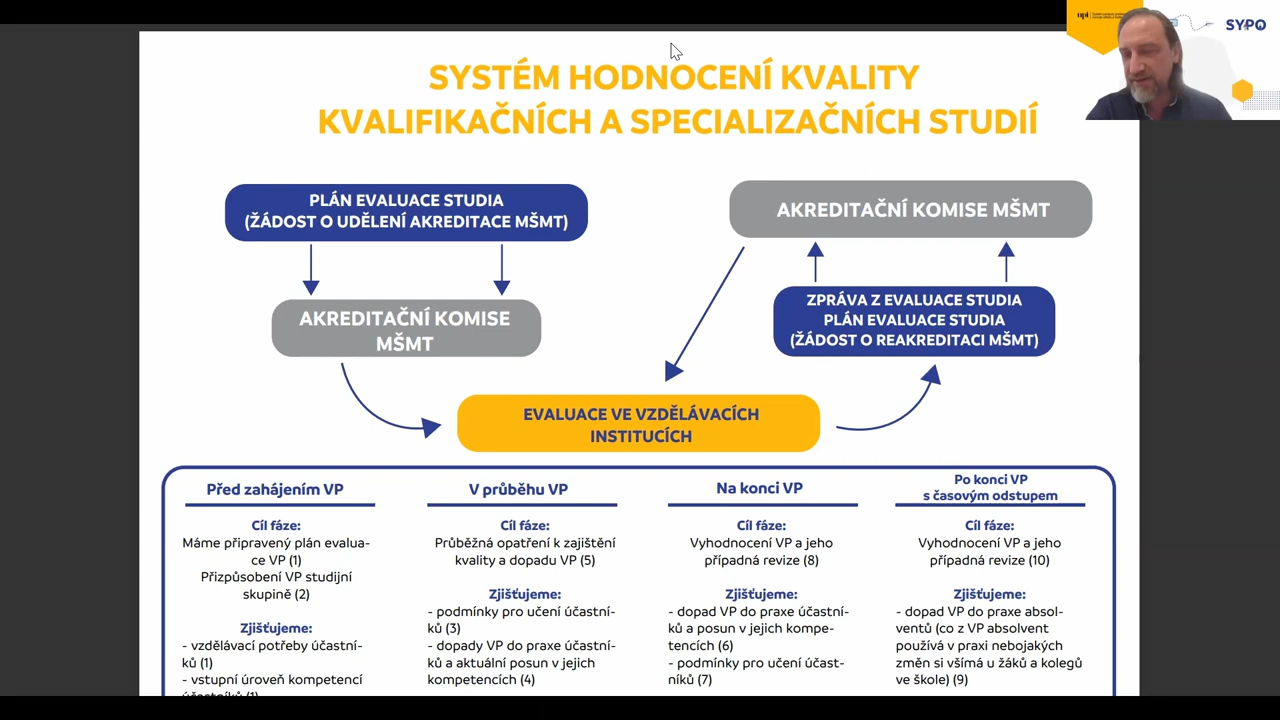 npi
SYPO
SYSTÉM HODNOCENÍ KVALITY
KVALIFIKAČNÍCH A SPECIALIZAČNÍCH STUDIÍ
PLÁN EVALUACE STUDIA
(ŽÁDOST O UDĚLENÍ AKREDITACE MŠMT)
AKREDITAČNÍ KOMISE MŠMT
AKREDITAČNÍ KOMISE
MŠMT
ZPRÁVA Z EVALUACE STUDIA
PLÁN EVALUACE STUDIA
(ŽÁDOST O REAKREDITACI MŠMT)
EVALUACE VE VZDĚLÁVACÍCH
INSTITUCÍCH
Před zahájením VP
Cíl fáze:
Máme připravený plán evalua-
ce VP (1)
Přizpůsobení VP studijní
skupině (2)
Zjišťujeme:
- vzdělávací potřeby účastní-
ků (1)
- vstupní úroveň kompetencí
účastníků (1)
V průběhu VP
Cíl fáze:
Průběžná opatření k zajištění
kvality a dopadu VP (5)
Zjišťujeme:
- podmínky pro učení účastní-
ků (3)
- dopady VP do praxe účastní-
ků a aktuální posun v jejich
kompetencích (4)
Na konci VP
Cíl fáze:
Vyhodnocení VP a jeho
případná revize (8)
Zjišťujeme:
- dopad VP do praxe účastní-
ků a posun v jejich kompe-
tencích (6)
- podmínky pro učení účast-
níků (7)
Po konci VP
s časovým odstupem
Cíl fáze:
Vyhodnocení VP a jeho
případná revize (10)
Zjišťujeme:
- dopad VP do praxe absol-
ventů (co z VP absolvent
používá v praxi nebojakých
změn si všímá u žáků a kolegů
ve škole) (9)